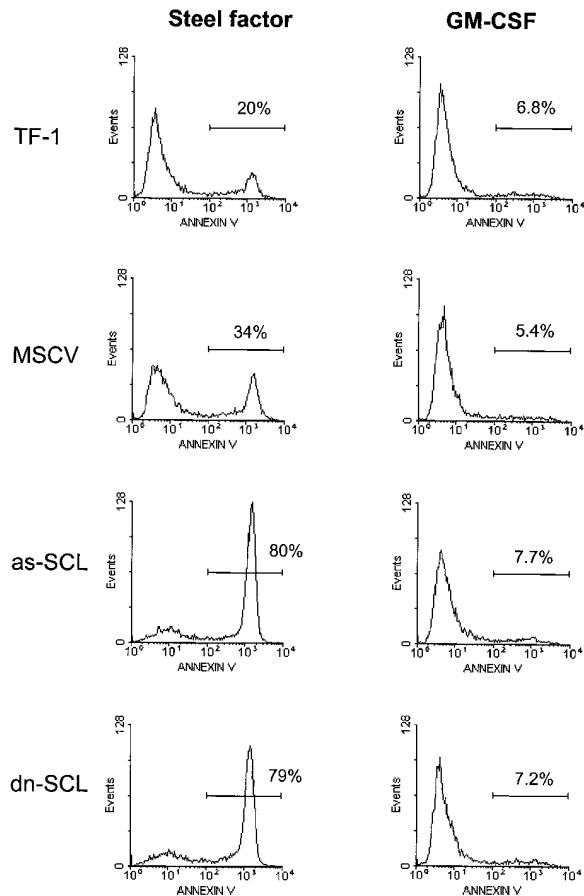 Steel factor GM-CSF
TF-1
128
Events
0
20%
10⁰ 10¹ 10² 10³ 10⁴
ANNEXIN V
128
Events
0
6.8%
10⁰ 10¹ 10² 10³ 10⁴
ANNEXIN V
MSCV
128
Events
0
34%
10⁰ 10¹ 10² 10³ 10⁴
ANNEXIN V
128
Events
0
5.4%
10⁰ 10¹ 10² 10³ 10⁴
ANNEXIN V
as-SCL
128
Events
0
80%
10⁰ 10¹ 10² 10³ 10⁴
ANNEXIN V
128
Events
0
7.7%
10⁰ 10¹ 10² 10³ 10⁴
ANNEXIN V
dn-SCL
128
Events
0
79%
10⁰ 10¹ 10² 10³ 10⁴
ANNEXIN V
128
Events
0
7.2%
10⁰ 10¹ 10² 10³ 10⁴
ANNEXIN V